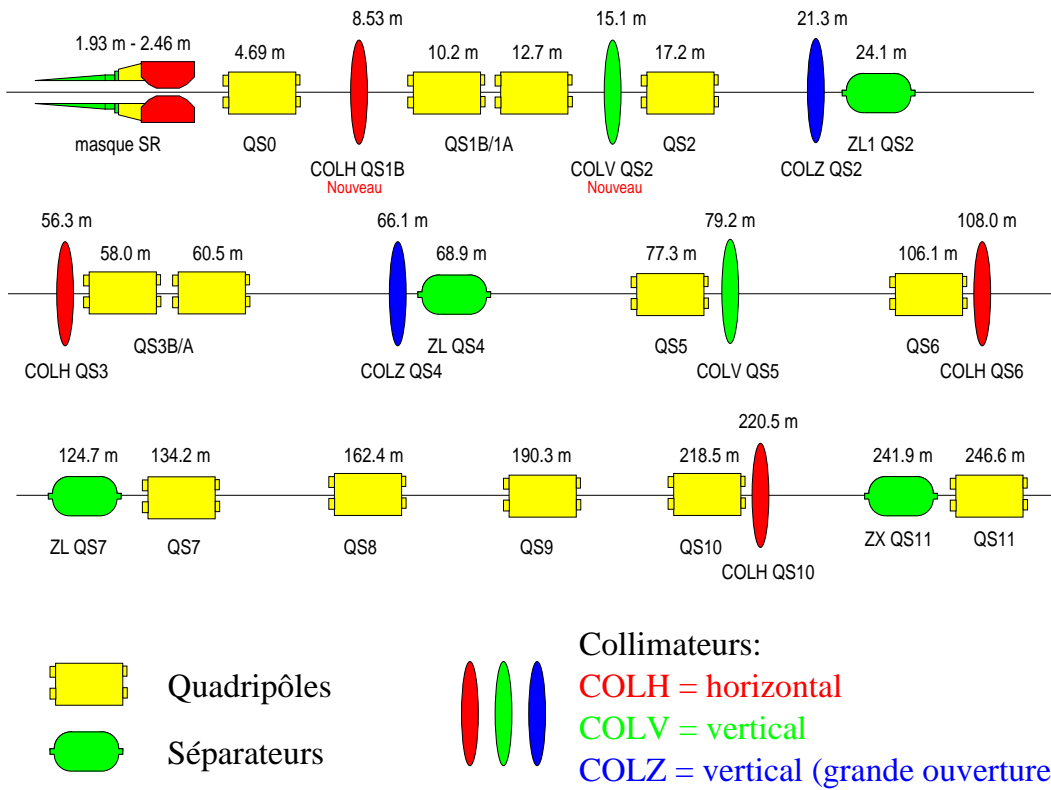 8.53 m 15.1 m 21.3 m
1.93 m - 2.46 m 4.69 m 10.2 m 12.7 m 17.2 m 24.1 m
masque SR QS0 QS1B/1A QS2 ZL1 QS2
COLH QS1B COLV QS2 COLZ QS2
Nouveau Nouveau
56.3 m 66.1 m 79.2 m 108.0 m
58.0 m 60.5 m 68.9 m 77.3 m 106.1 m
QS3B/A ZL QS4 QS5 QS6
COLH QS3 COLZ QS4 COLV QS5 COLH QS6
220.5 m
124.7 m 134.2 m 162.4 m 190.3 m 218.5 m 241.9 m 246.6 m
ZL QS7 QS7 QS8 QS9 QS10 ZX QS11 QS11
COLH QS10
Collimateurs:
Quadripôles COLH = horizontal
COLV = vertical
Séparateurs COLZ = vertical (grande ouverture